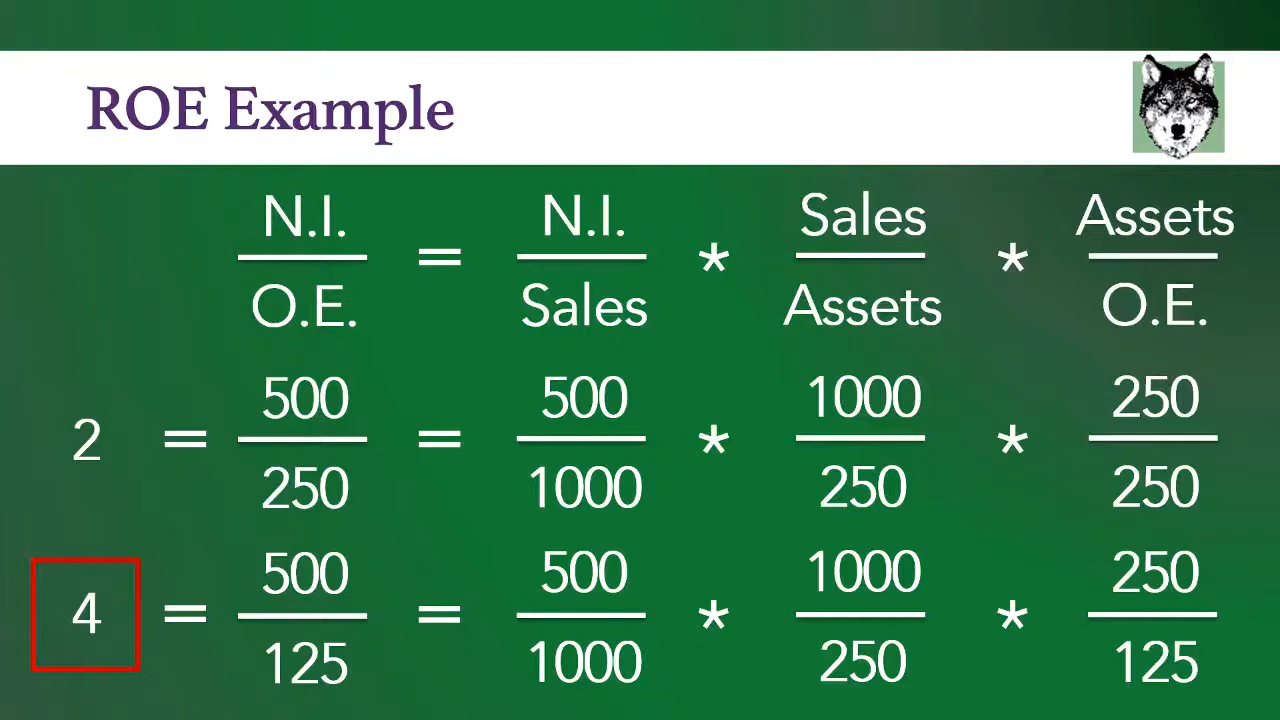 ROE Example
N.I. / O.E. = N.I. / Sales * Sales / Assets * Assets / O.E.
2 = 500 / 250 = 500 / 1000 * 1000 / 250 * 250 / 250
4 = 500 / 125 = 500 / 1000 * 1000 / 250 * 250 / 125